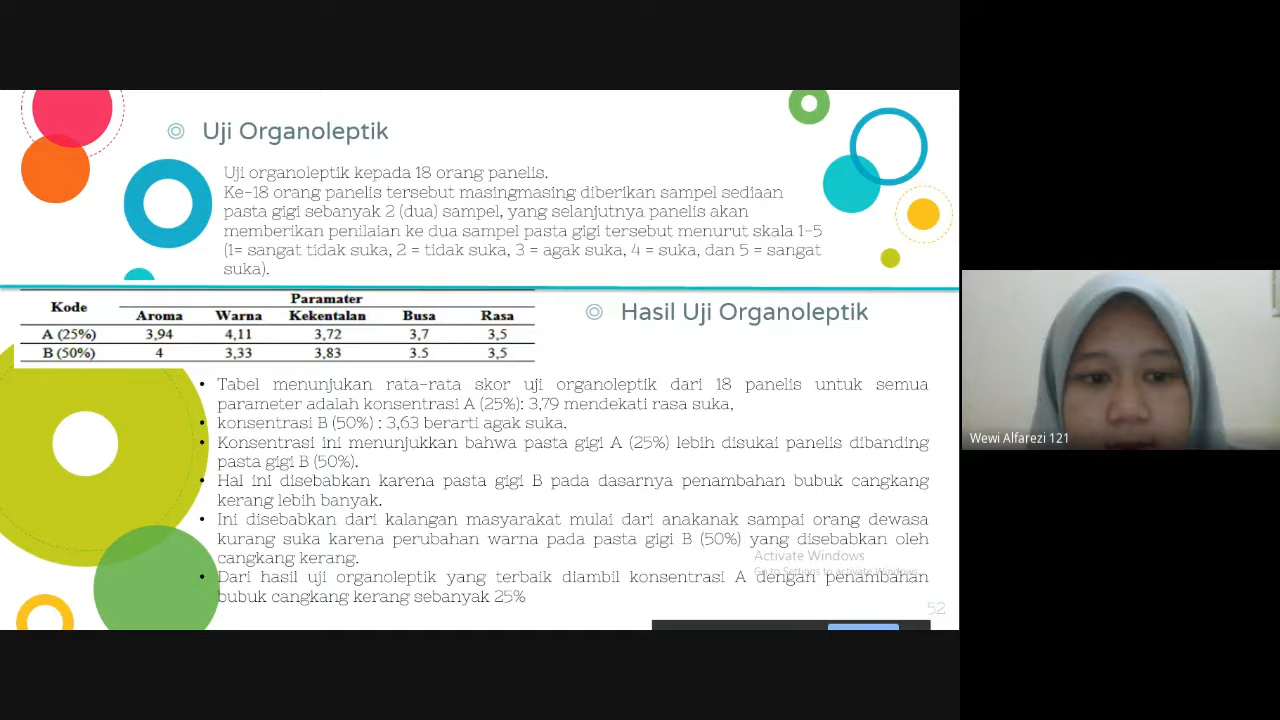 Uji Organoleptik
Uji organoleptik kepada 18 orang panelis.
Ke-18 orang panelis tersebut masingmasing diberikan sampel sediaan
pasta gigi sebanyak 2 (dua) sampel, yang selanjutnya panelis akan
memberikan penilaian ke dua sampel pasta gigi tersebut menurut skala 1-5
(1= sangat tidak suka, 2 = tidak suka, 3 = agak suka, 4 = suka, dan 5 = sangat
suka).
Kode Paramater
Aroma Warna Kekentalan Busa Rasa
A (25%) 3,94 4,11 3,72 3,7 3,5
B (50%) 4 3,33 3,83 3.5 3,5
Hasil Uji Organoleptik
• Tabel menunjukan rata-rata skor uji organoleptik dari 18 panelis untuk semua
parameter adalah konsentrasi A (25%): 3,79 mendekati rasa suka,
• konsentrasi B (50%) : 3,63 berarti agak suka.
• Konsentrasi ini menunjukkan bahwa pasta gigi A (25%) lebih disukai panelis dibanding
pasta gigi B (50%).
• Hal ini disebabkan karena pasta gigi B pada dasarnya penambahan bubuk cangkang
kerang lebih banyak.
• Ini disebabkan dari kalangan masyarakat mulai dari anakanak sampai orang dewasa
kurang suka karena perubahan warna pada pasta gigi B (50%) yang disebabkan oleh
cangkang kerang.
• Dari hasil uji organoleptik yang terbaik diambil konsentrasi A dengan penambahan
bubuk cangkang kerang sebanyak 25%
Activate Windows
Go to Settings to activate Windows.
52
Wewi Alfarezi 121